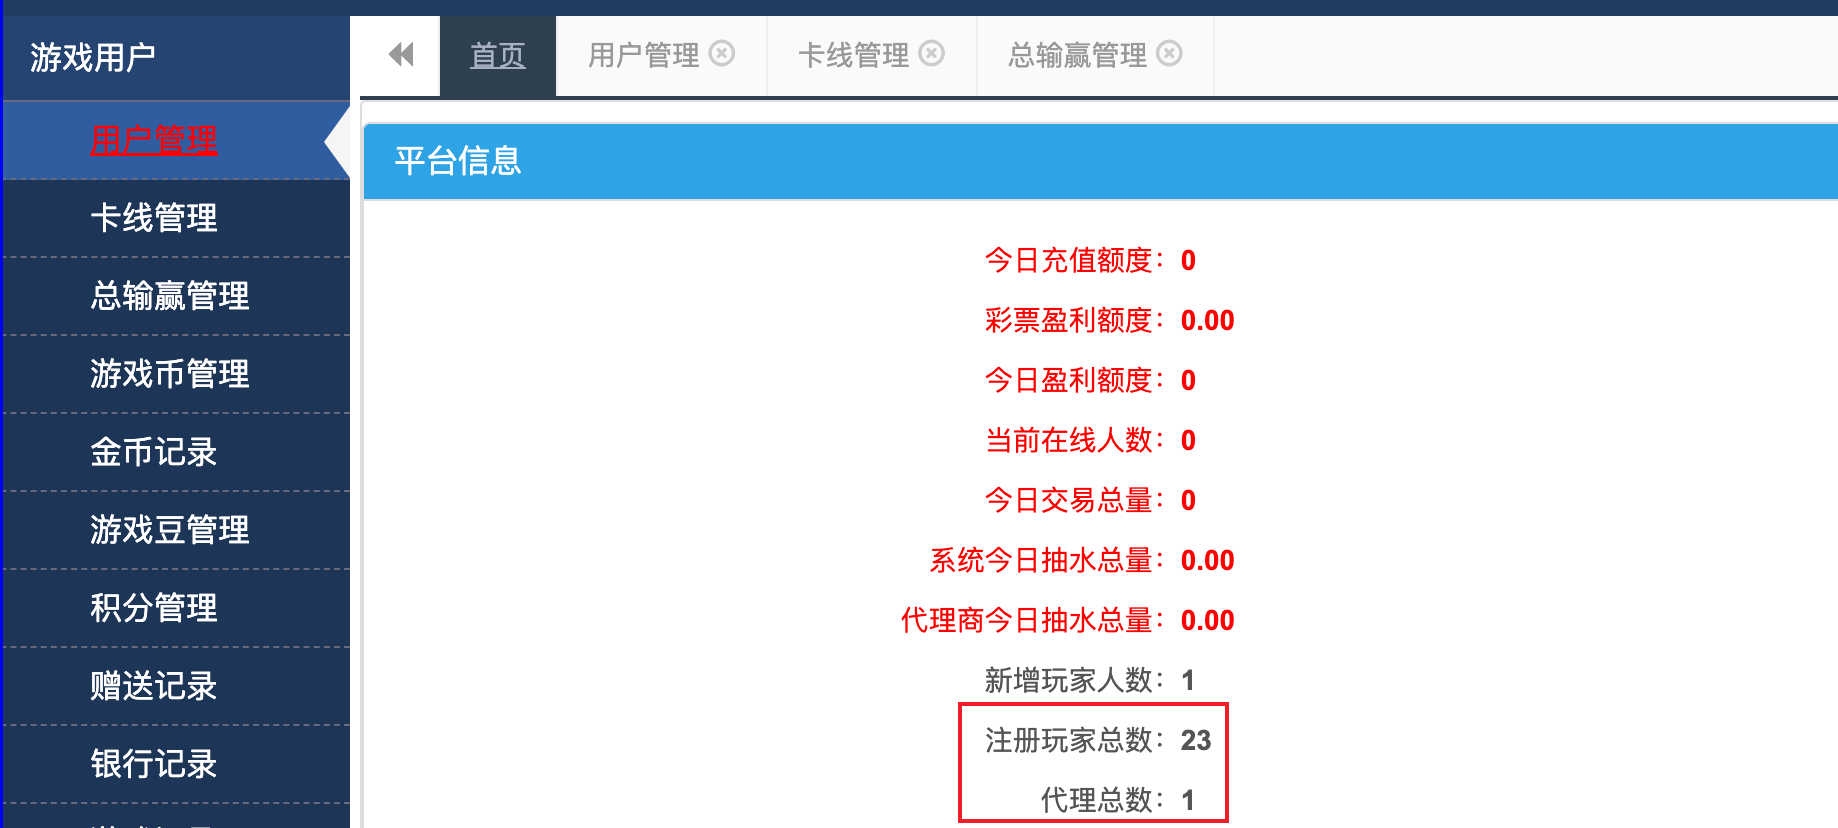 游戏用户
首页
用户管理
卡线管理
总输赢管理
用户管理
卡线管理
总输赢管理
游戏币管理
金币记录
游戏豆管理
积分管理
赠送记录
银行记录
平台信息
今日充值额度：0
彩票盈利额度：0.00
今日盈利额度：0
当前在线人数：0
今日交易总量：0
系统今日抽水总量：0.00
代理商今日抽水总量：0.00
新增玩家人数：1
注册玩家总数：23
代理总数：1